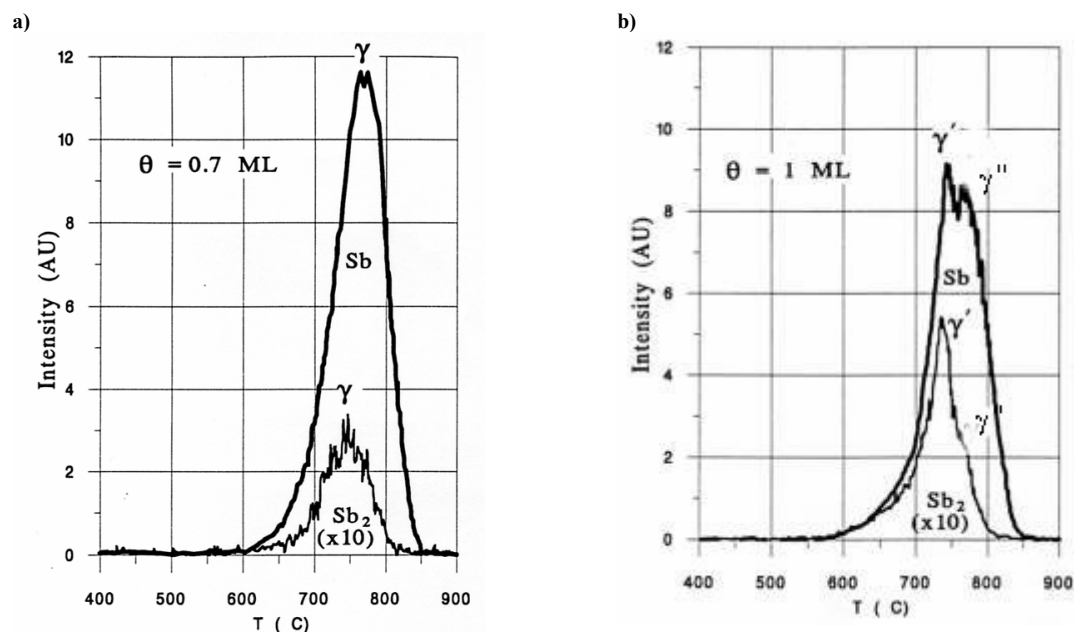 a)
γ
12
10
8
6
4
2
0
Intensity (AU)
θ = 0.7 ML
Sb
γ
Sb₂
(x10)
400 500 600 700 800 900
T ( C)
b)
12
10
8
6
4
2
0
Intensity (AU)
θ = 1 ML
γ′
γ"
Sb
γ′
Sb₂
(x10)
400 500 600 700 800 900
T ( C)